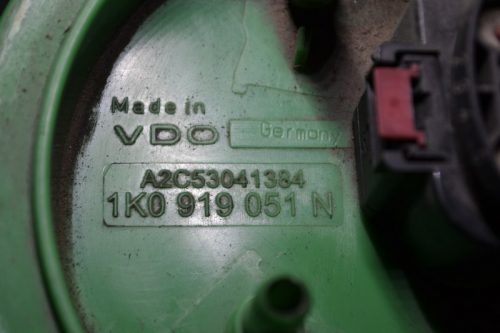 Made in
VDO Germany
A2C53041384
1K0 919 051 N